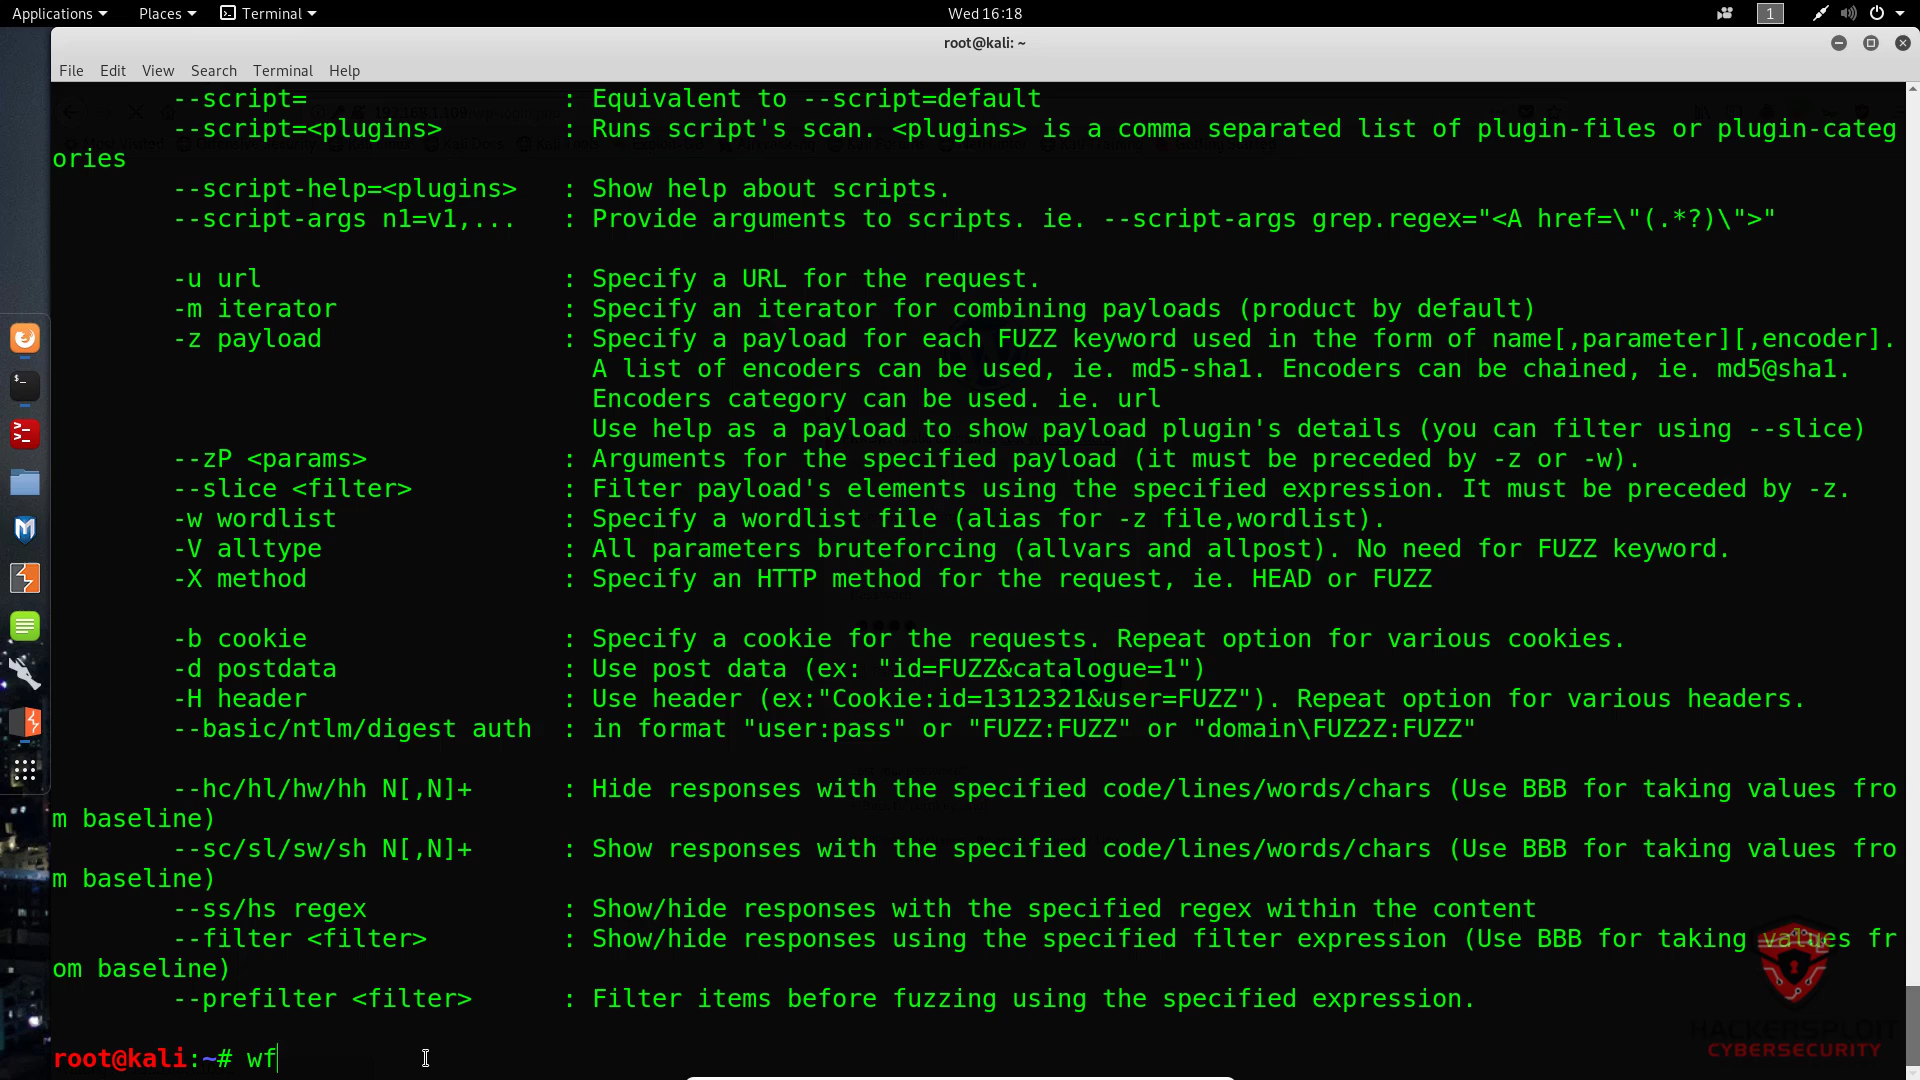 Applications Places Terminal Wed 16:18 1
root@kali: ~
File Edit View Search Terminal Help
--script= : Equivalent to --script=default
--script=<plugins> : Runs script's scan. <plugins> is a comma separated list of plugin-files or plugin-categ
ories
--script-help=<plugins> : Show help about scripts.
--script-args n1=v1,... : Provide arguments to scripts. ie. --script-args grep.regex="<A href=\"(.*?)\">"
-u url : Specify a URL for the request.
-m iterator : Specify an iterator for combining payloads (product by default)
-z payload : Specify a payload for each FUZZ keyword used in the form of name[,parameter][,encoder].
A list of encoders can be used, ie. md5-sha1. Encoders can be chained, ie. md5@sha1.
Encoders category can be used. ie. url
Use help as a payload to show payload plugin's details (you can filter using --slice)
--zP <params> : Arguments for the specified payload (it must be preceded by -z or -w).
--slice <filter> : Filter payload's elements using the specified expression. It must be preceded by -z.
-w wordlist : Specify a wordlist file (alias for -z file,wordlist).
-V alltype : All parameters bruteforcing (allvars and allpost). No need for FUZZ keyword.
-X method : Specify an HTTP method for the request, ie. HEAD or FUZZ
-b cookie : Specify a cookie for the requests. Repeat option for various cookies.
-d postdata : Use post data (ex: "id=FUZZ&catalogue=1")
-H header : Use header (ex:"Cookie:id=1312321&user=FUZZ"). Repeat option for various headers.
--basic/ntlm/digest auth : in format "user:pass" or "FUZZ:FUZZ" or "domain\FUZ2Z:FUZZ"
--hc/hl/hw/hh N[,N]+ : Hide responses with the specified code/lines/words/chars (Use BBB for taking values fro
m baseline)
--sc/sl/sw/sh N[,N]+ : Show responses with the specified code/lines/words/chars (Use BBB for taking values fro
m baseline)
--ss/hs regex : Show/hide responses with the specified regex within the content
--filter <filter> : Show/hide responses using the specified filter expression (Use BBB for taking values fr
om baseline)
--prefilter <filter> : Filter items before fuzzing using the specified expression.
root@kali:~# wf
HACKERSPLOIT
CYBERSECURITY